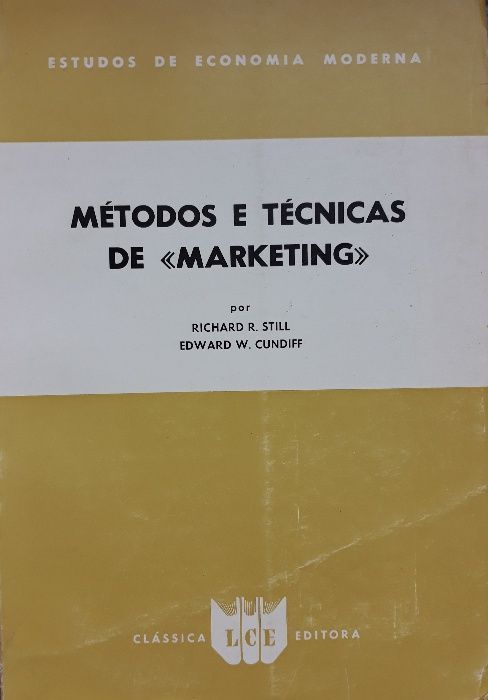 ESTUDOS DE ECONOMIA MODERNA
MÉTODOS E TÉCNICAS
DE «MARKETING»
por
RICHARD R. STILL
EDWARD W. CUNDIFF
CLÁSSICA LCE EDITORA